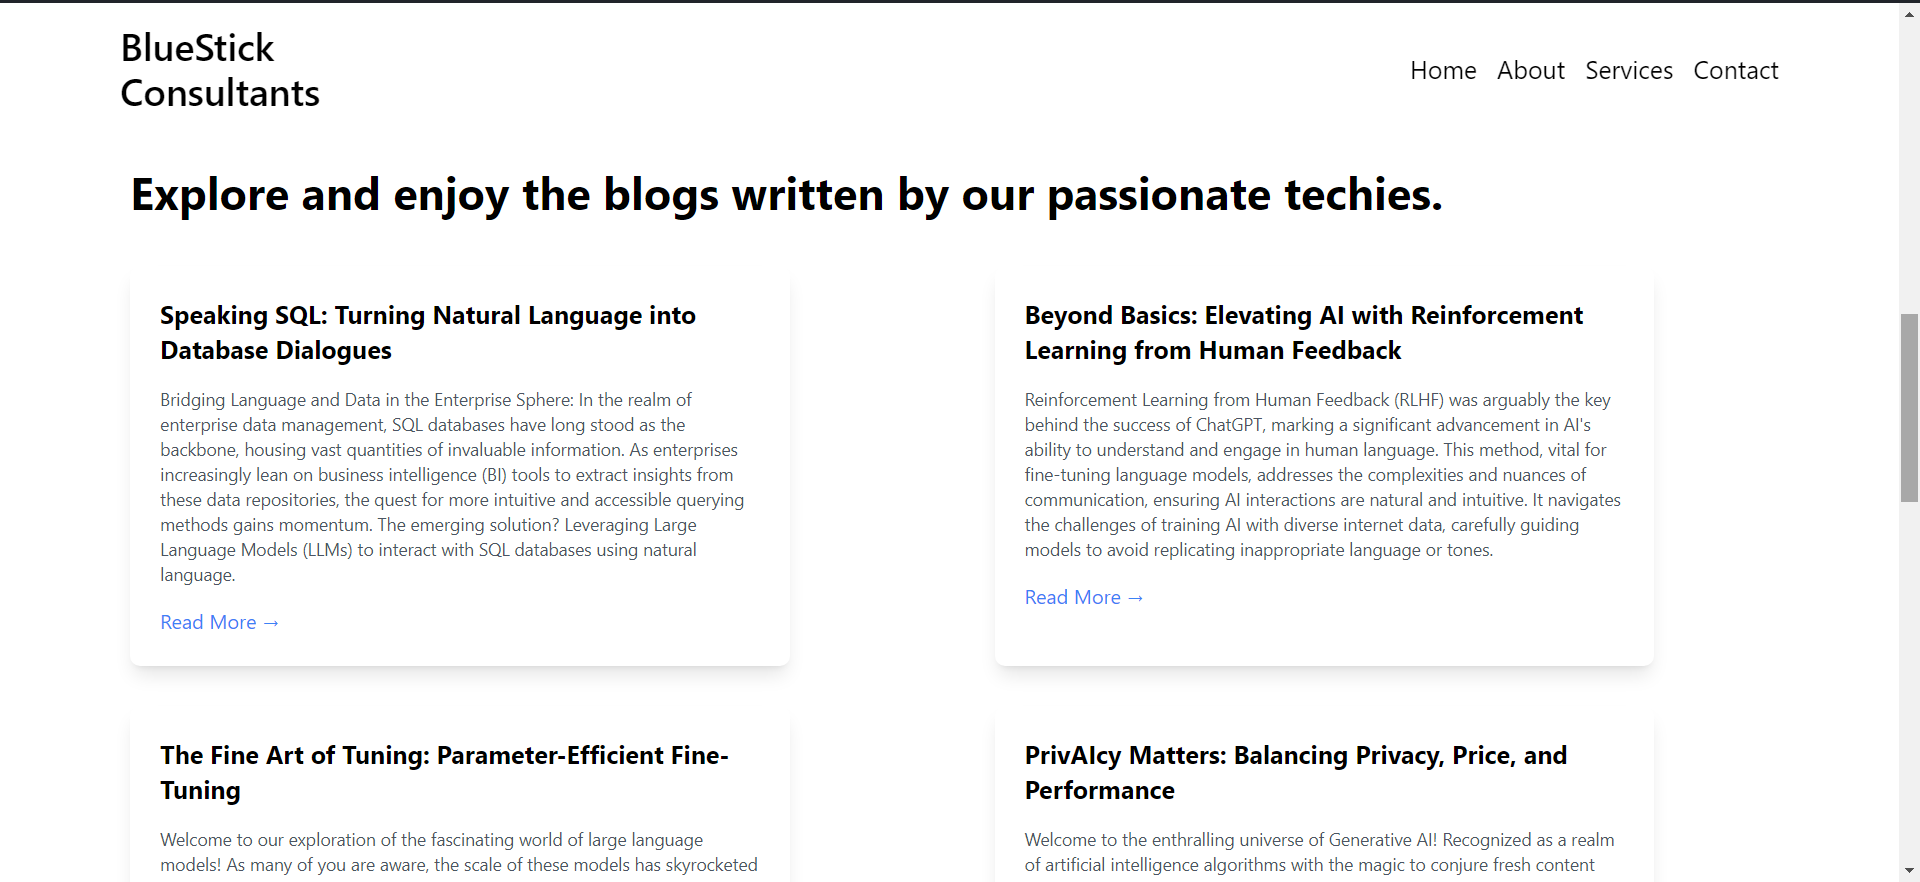 BlueStick
Consultants
Home About Services Contact
Explore and enjoy the blogs written by our passionate techies.
Speaking SQL: Turning Natural Language into
Database Dialogues
Bridging Language and Data in the Enterprise Sphere: In the realm of
enterprise data management, SQL databases have long stood as the
backbone, housing vast quantities of invaluable information. As enterprises
increasingly lean on business intelligence (BI) tools to extract insights from
these data repositories, the quest for more intuitive and accessible querying
methods gains momentum. The emerging solution? Leveraging Large
Language Models (LLMs) to interact with SQL databases using natural
language.
Read More →
Beyond Basics: Elevating AI with Reinforcement
Learning from Human Feedback
Reinforcement Learning from Human Feedback (RLHF) was arguably the key
behind the success of ChatGPT, marking a significant advancement in AI's
ability to understand and engage in human language. This method, vital for
fine-tuning language models, addresses the complexities and nuances of
communication, ensuring AI interactions are natural and intuitive. It navigates
the challenges of training AI with diverse internet data, carefully guiding
models to avoid replicating inappropriate language or tones.
Read More →
The Fine Art of Tuning: Parameter-Efficient Fine-
Tuning
Welcome to our exploration of the fascinating world of large language
models! As many of you are aware, the scale of these models has skyrocketed
PrivAIcy Matters: Balancing Privacy, Price, and
Performance
Welcome to the enthralling universe of Generative AI! Recognized as a realm
of artificial intelligence algorithms with the magic to conjure fresh content